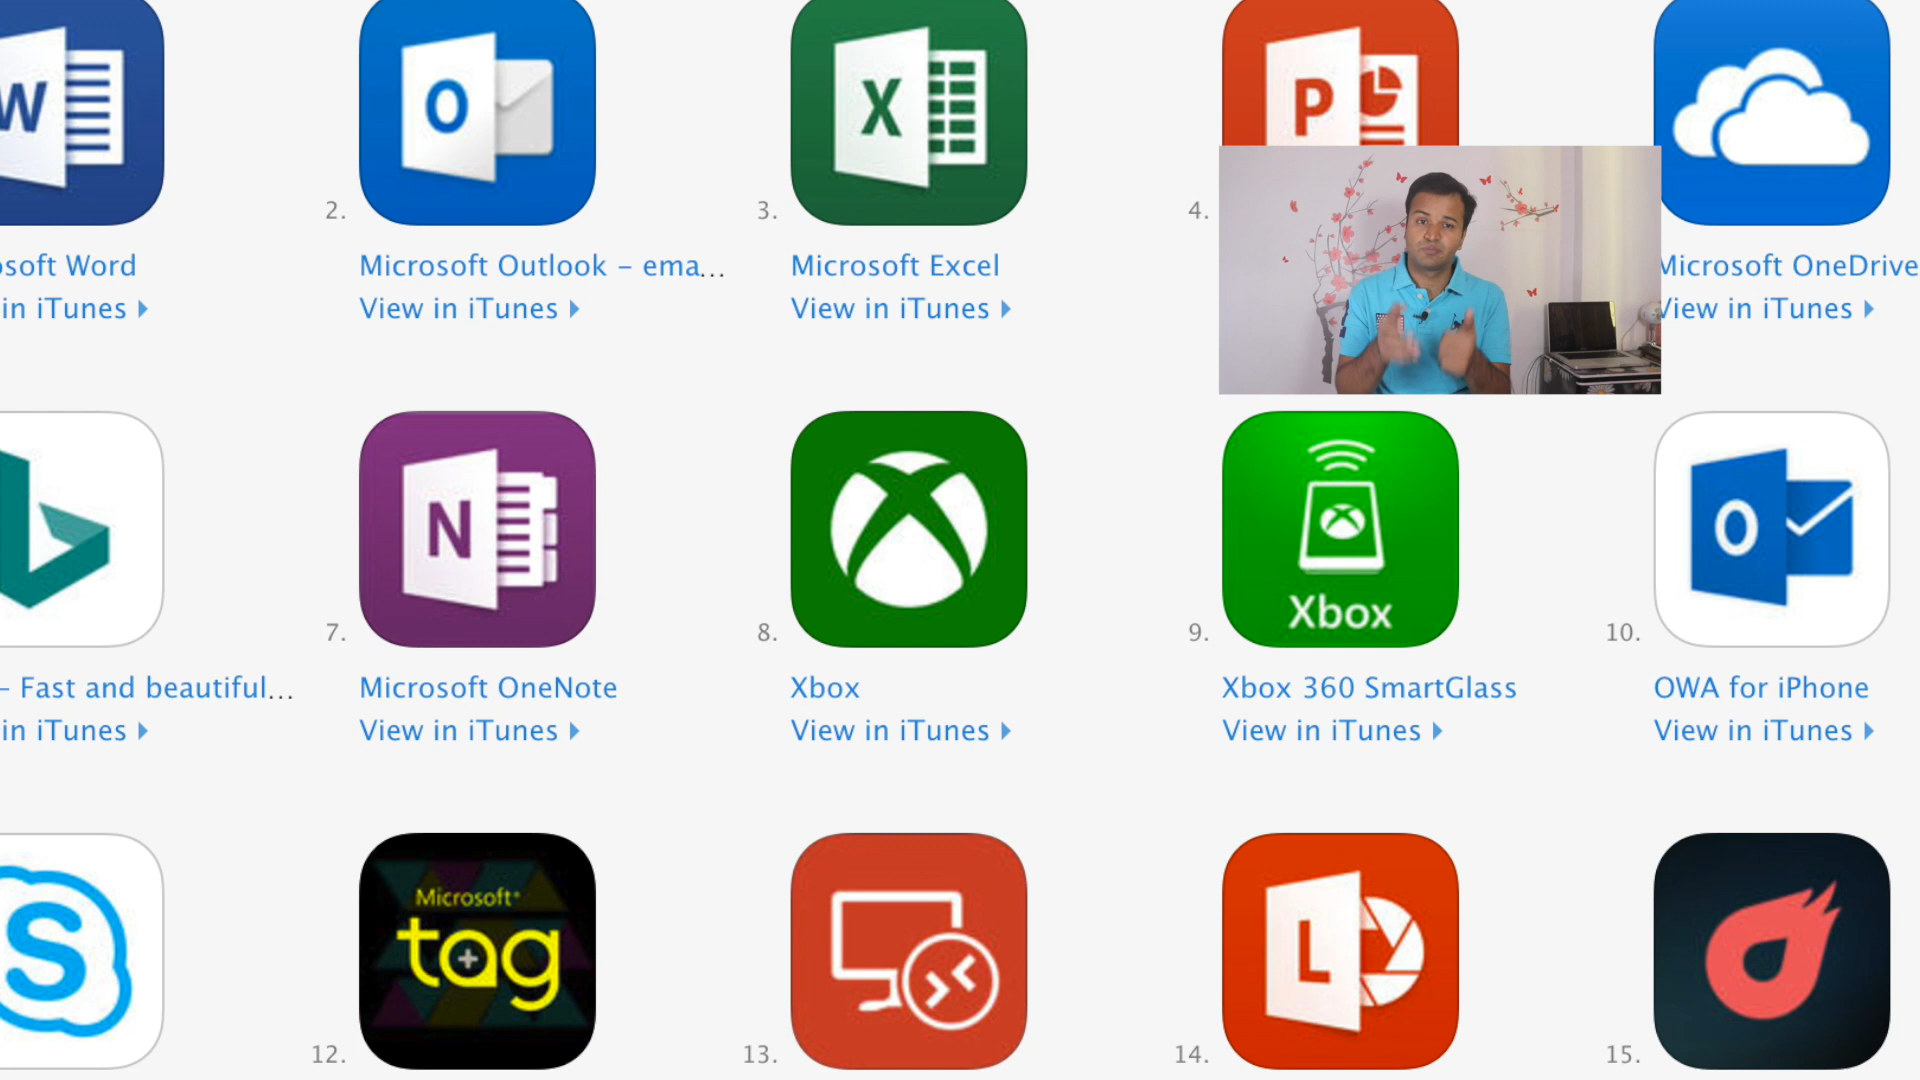 W
O
X
P
2.
3.
4.
osoft Word
Microsoft Outlook – ema...
Microsoft Excel
Microsoft OneDrive
in iTunes
View in iTunes
View in iTunes
View in iTunes
N
Xbox
O
7.
8.
9.
10.
– Fast and beautiful...
Microsoft OneNote
Xbox
Xbox 360 SmartGlass
OWA for iPhone
in iTunes
View in iTunes
View in iTunes
View in iTunes
View in iTunes
S
Microsoft
tag
L
12.
13.
14.
15.